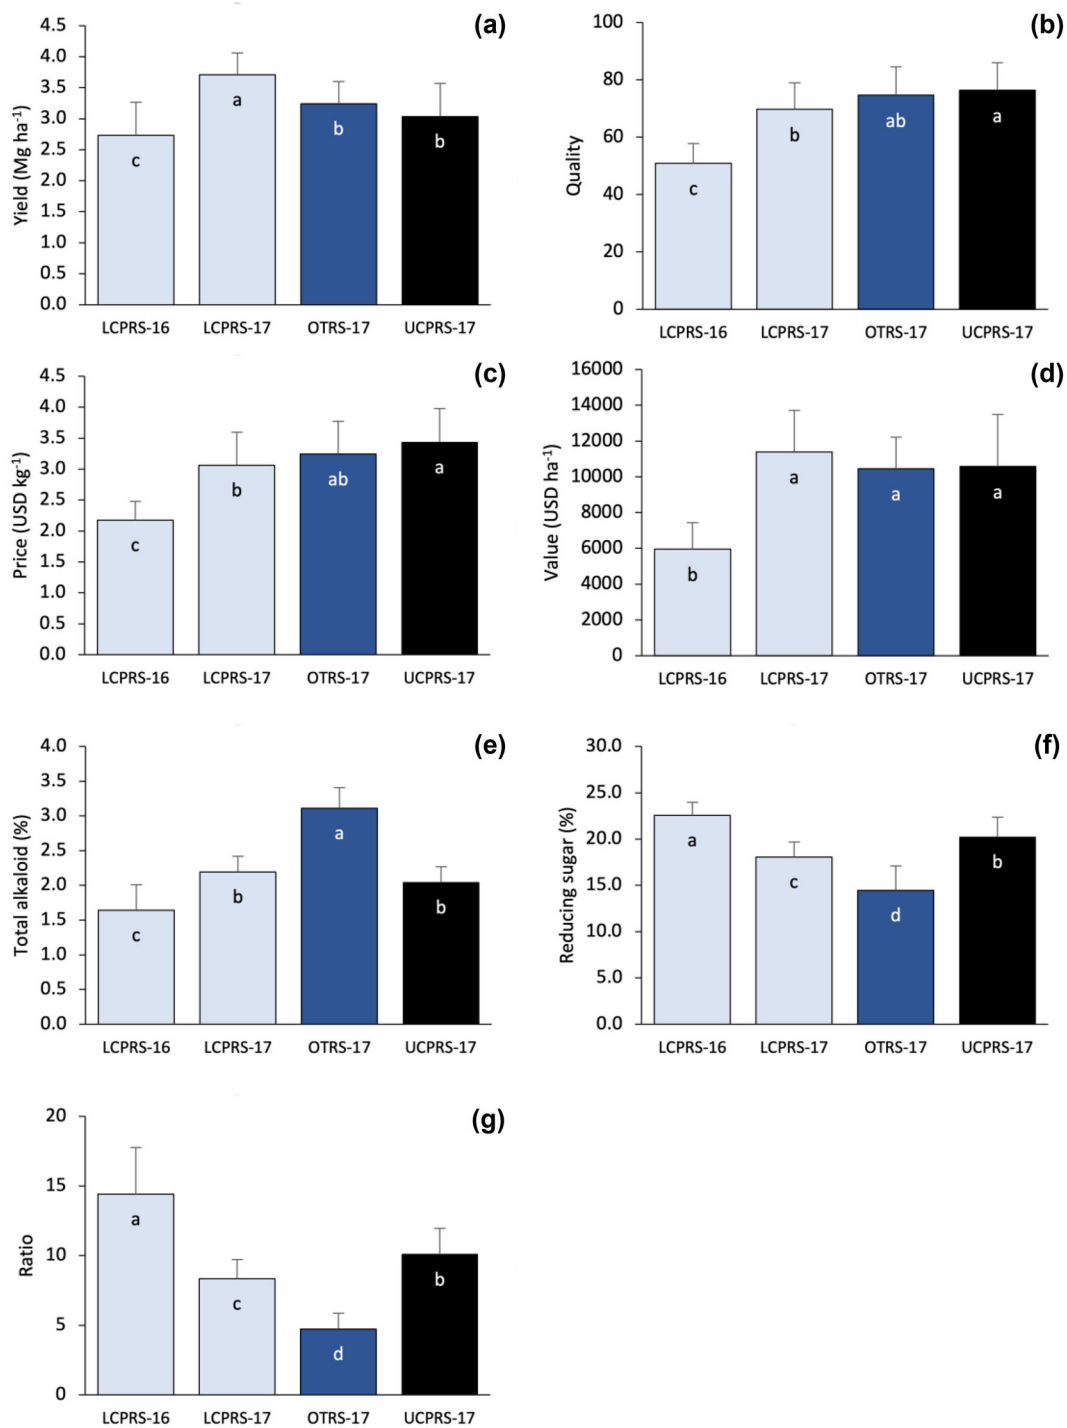 (a)
Yield (Mg ha⁻¹)
4.5
4.0
3.5
3.0
2.5
2.0
1.5
1.0
0.5
0.0
c
a
b
b
LCPRS-16 LCPRS-17 OTRS-17 UCPRS-17
(b)
Quality
100
80
60
40
20
0
c
b
ab
a
LCPRS-16 LCPRS-17 OTRS-17 UCPRS-17
(c)
Price (USD kg⁻¹)
4.5
4.0
3.5
3.0
2.5
2.0
1.5
1.0
0.5
0.0
c
b
ab
a
LCPRS-16 LCPRS-17 OTRS-17 UCPRS-17
(d)
Value (USD ha⁻¹)
16000
14000
12000
10000
8000
6000
4000
2000
0
b
a
a
a
LCPRS-16 LCPRS-17 OTRS-17 UCPRS-17
(e)
Total alkaloid (%)
4.0
3.5
3.0
2.5
2.0
1.5
1.0
0.5
0.0
c
b
a
b
LCPRS-16 LCPRS-17 OTRS-17 UCPRS-17
(f)
Reducing sugar (%)
30.0
25.0
20.0
15.0
10.0
5.0
0.0
a
c
d
b
LCPRS-16 LCPRS-17 OTRS-17 UCPRS-17
(g)
Ratio
20
15
10
5
0
a
c
d
b
LCPRS-16 LCPRS-17 OTRS-17 UCPRS-17